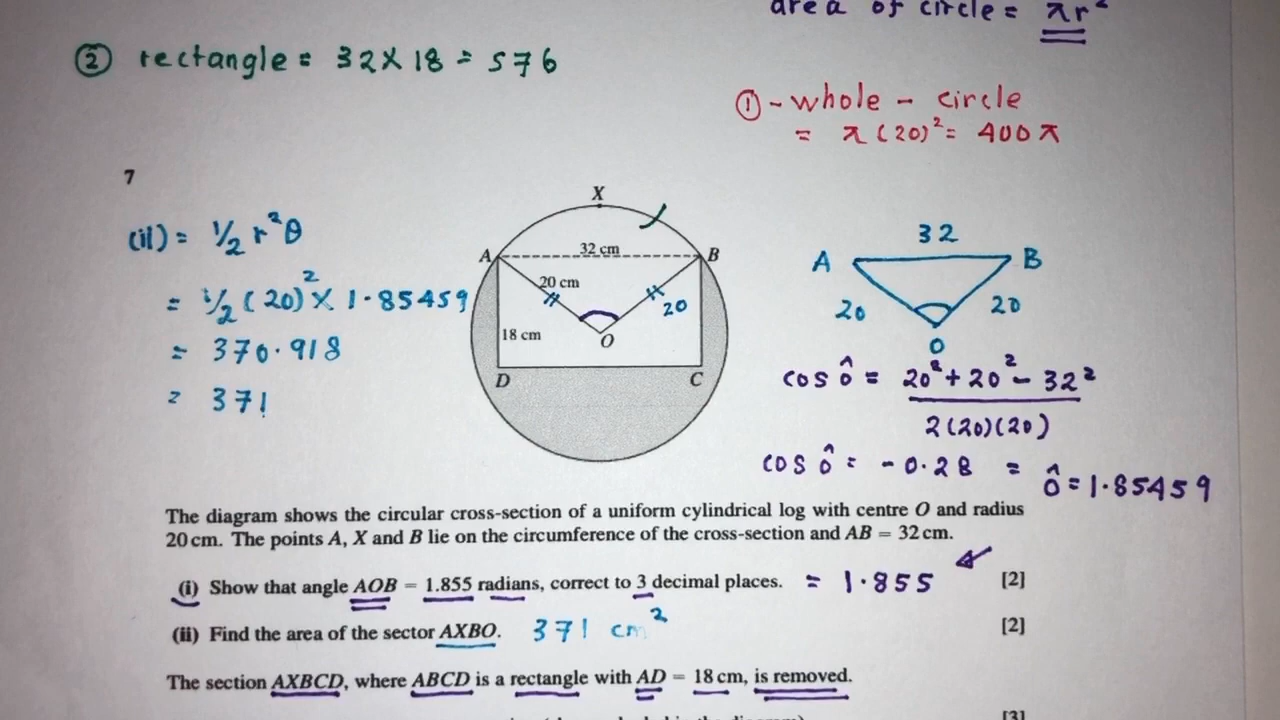 area of circle = πr²
② rectangle = 32 × 18 = 576
① - whole - circle
= π(20)² = 400π
7
(ii) = ½ r²θ
= ½ (20)² × 1.85459
= 370.918
= 371
X
A
32 cm
B
20 cm
20
18 cm
O
D
C
32
A
B
20
20
O
cos ô = 20² + 20² - 32²
2(20)(20)
cos ô = -0.28 = ô = 1.85459
The diagram shows the circular cross-section of a uniform cylindrical log with centre O and radius
20 cm. The points A, X and B lie on the circumference of the cross-section and AB = 32 cm.
(i) Show that angle AOB = 1.855 radians, correct to 3 decimal places. = 1.855 [2]
(ii) Find the area of the sector AXBO. 371 cm² [2]
The section AXBCD, where ABCD is a rectangle with AD = 18 cm, is removed.
[3]